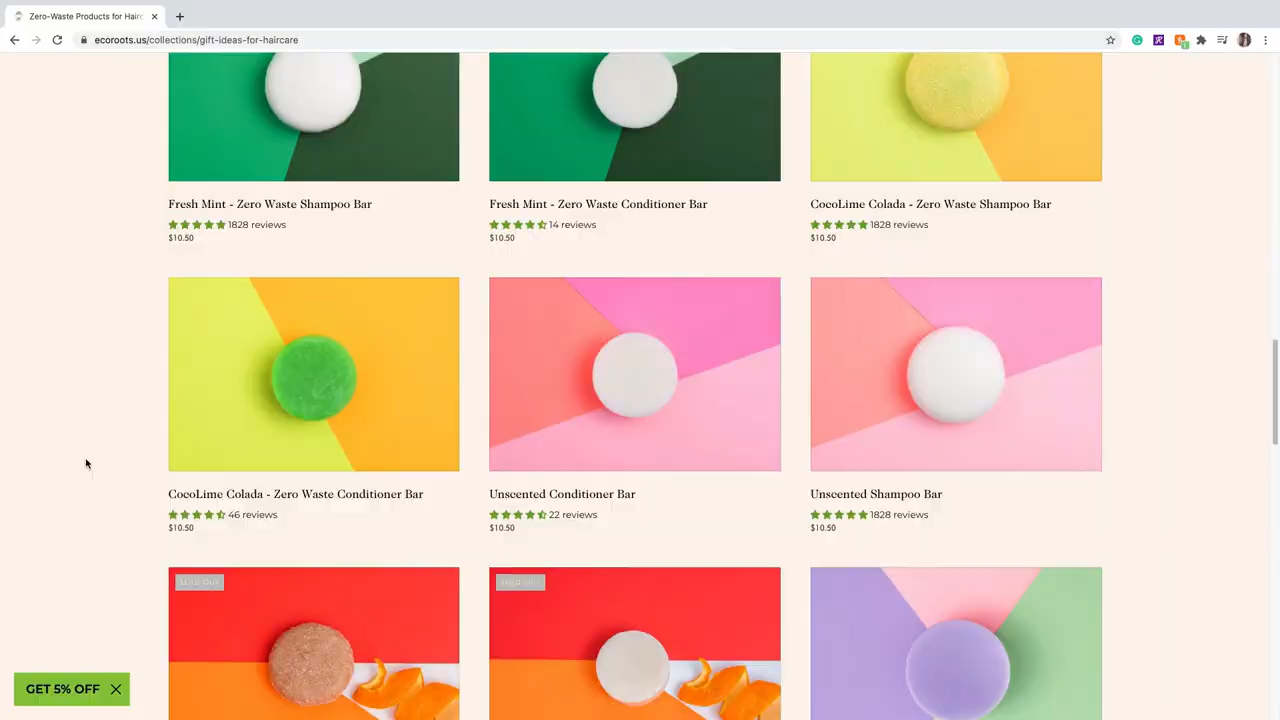 Zero-Waste Products for Hairc
ecoroots.us/collections/gift-ideas-for-haircare
Fresh Mint - Zero Waste Shampoo Bar
1828 reviews
$10.50
Fresh Mint - Zero Waste Conditioner Bar
14 reviews
$10.50
CocoLime Colada - Zero Waste Shampoo Bar
1828 reviews
$10.50
CocoLime Colada - Zero Waste Conditioner Bar
46 reviews
$10.50
Unscented Conditioner Bar
22 reviews
$10.50
Unscented Shampoo Bar
1828 reviews
$10.50
SOLD OUT
SOLD OUT
GET 5% OFF